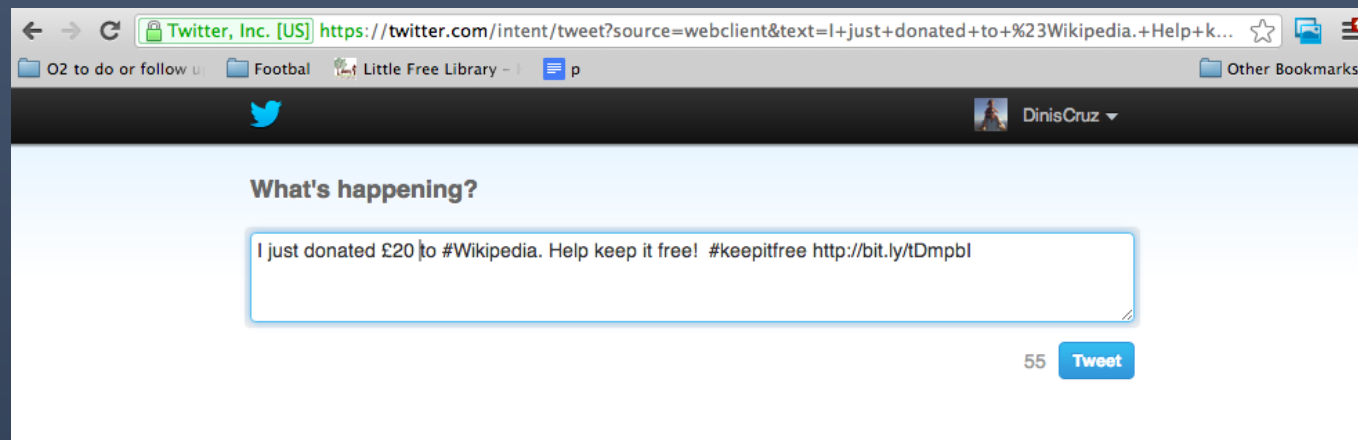 Twitter, Inc. [US] https://twitter.com/intent/tweet?source=webclient&text=I+just+donated+to+%23Wikipedia.+Help+k...
O2 to do or follow u Footbal Little Free Library – p Other Bookmarks
DinisCruz
What's happening?
I just donated £20 to #Wikipedia. Help keep it free!  #keepitfree http://bit.ly/tDmpbI
55 Tweet